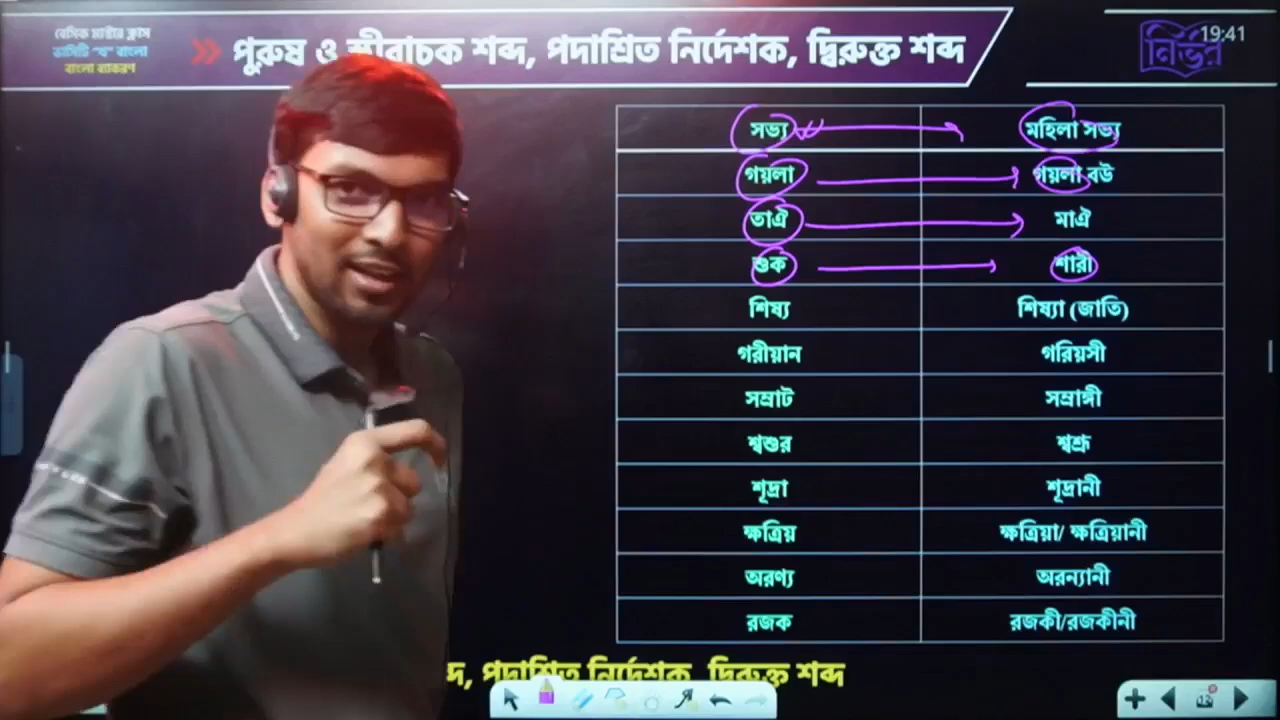 বেসিক মাস্টার ক্লাস
ভার্সিটি "খ" বাংলা
বাংলা ব্যাকরণ
পুরুষ ও স্ত্রীবাচক শব্দ, পদাশ্রিত নির্দেশক, দ্বিরুক্ত শব্দ
নির্ভর
19:41
সভ্য মহিলা সভ্য
গয়লা গয়লা বউ
তাঐ মাঐ
শুক শারী
শিষ্য শিষ্যা (জাতি)
গরীয়ান গরিয়সী
সম্রাট সম্রাঙ্গী
শ্বশুর শ্বশ্রূ
শূদ্রা শূদ্রানী
ক্ষত্রিয় ক্ষত্রিয়া/ ক্ষত্রিয়ানী
অরণ্য অরন্যানী
রজক রজকী/রজকীনী
পদাশ্রিত নির্দেশক, দ্বিরুক্ত শব্দ